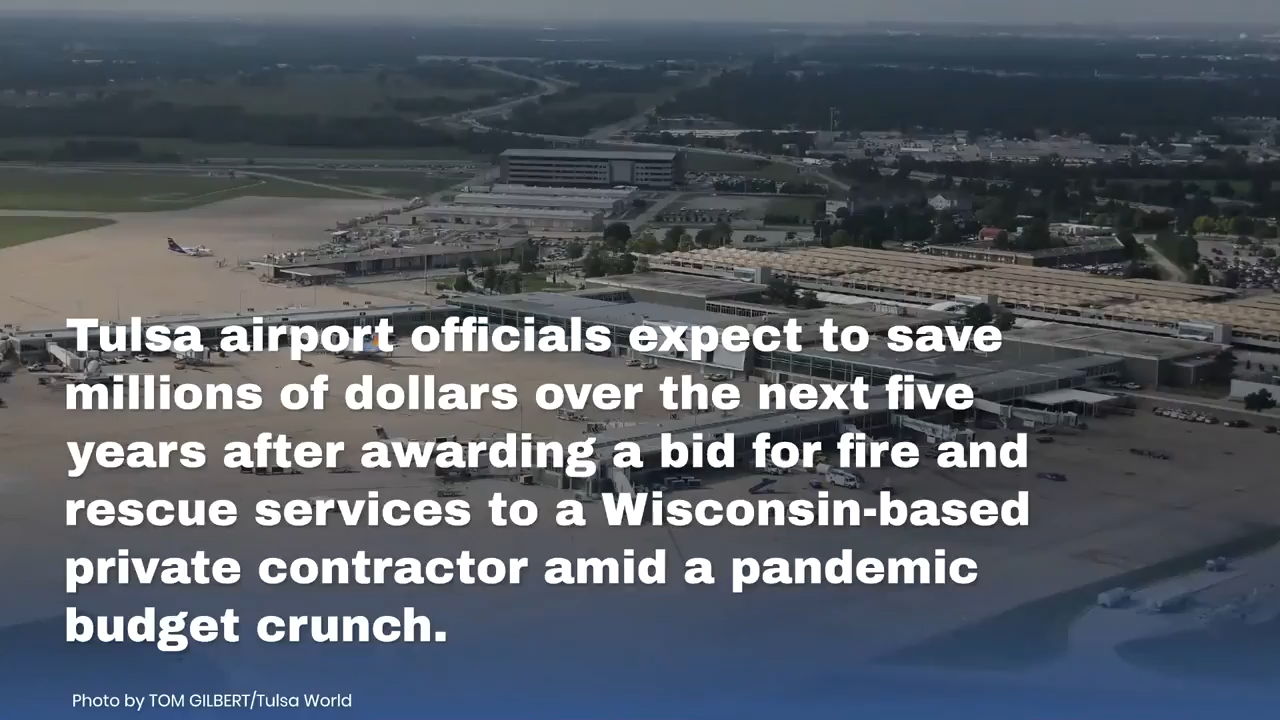 Tulsa airport officials expect to save
millions of dollars over the next five
years after awarding a bid for fire and
rescue services to a Wisconsin-based
private contractor amid a pandemic
budget crunch.
Photo by TOM GILBERT/Tulsa World